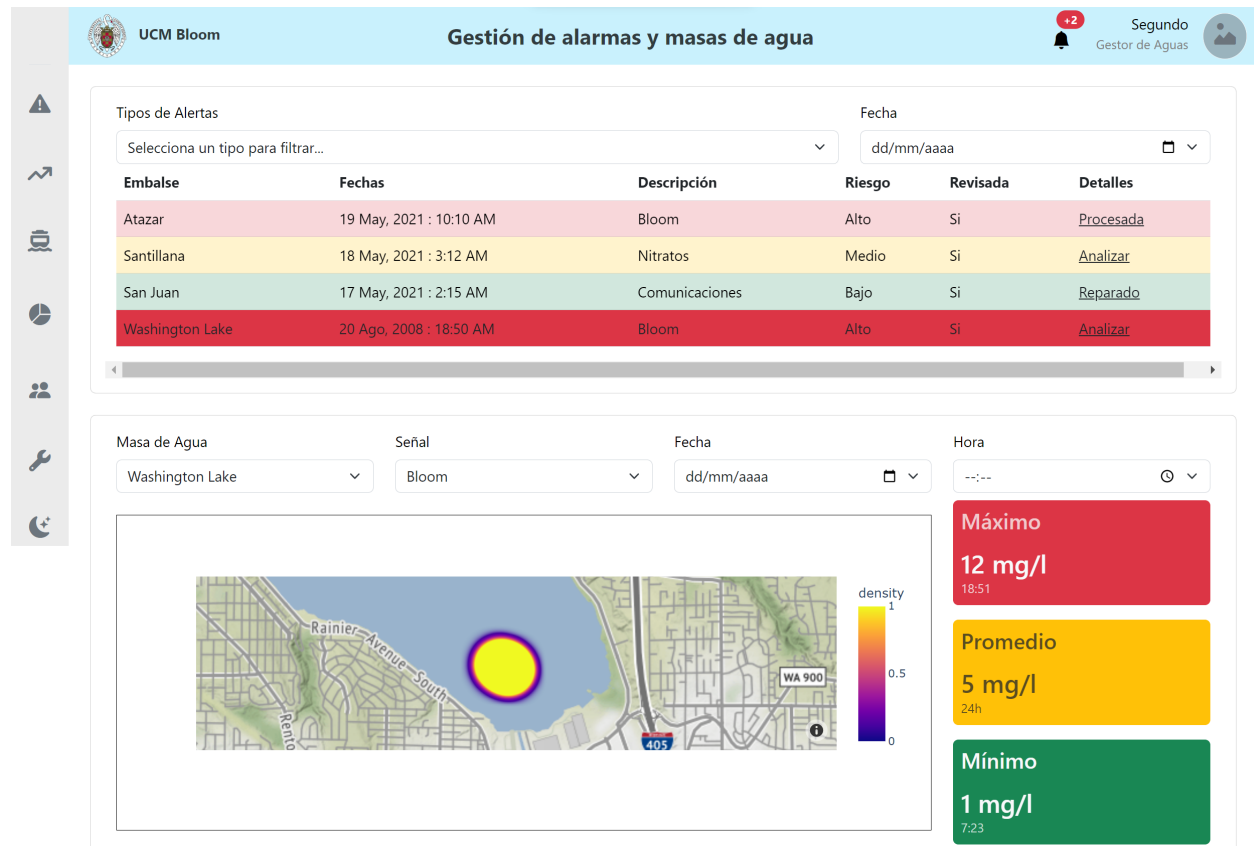 UCM Bloom
Gestión de alarmas y masas de agua
+2
Segundo
Gestor de Aguas
Tipos de Alertas
Fecha
Selecciona un tipo para filtrar...
dd/mm/aaaa
Embalse Fechas Descripción Riesgo Revisada Detalles
Atazar 19 May, 2021 : 10:10 AM Bloom Alto Si Procesada
Santillana 18 May, 2021 : 3:12 AM Nitratos Medio Si Analizar
San Juan 17 May, 2021 : 2:15 AM Comunicaciones Bajo Si Reparado
Washington Lake 20 Ago, 2008 : 18:50 AM Bloom Alto Si Analizar
Masa de Agua Señal Fecha Hora
Washington Lake Bloom dd/mm/aaaa --:--
Máximo
12 mg/l
18:51
Promedio
5 mg/l
24h
Mínimo
1 mg/l
7:23
Rainier Avenue South
Rento
WA 900
405
density
1
0.5
0